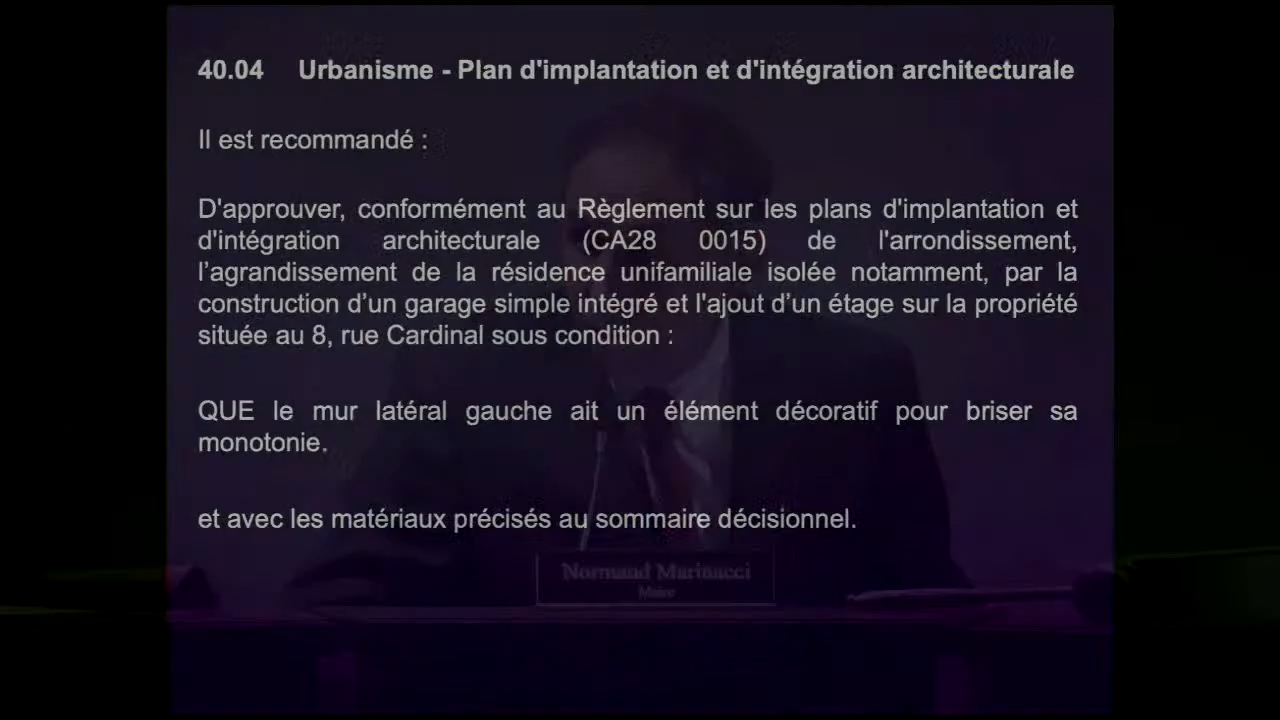 40.04 Urbanisme - Plan d'implantation et d'intégration architecturale
Il est recommandé :
D'approuver, conformément au Règlement sur les plans d'implantation et
d'intégration architecturale (CA28 0015) de l'arrondissement,
l’agrandissement de la résidence unifamiliale isolée notamment, par la
construction d’un garage simple intégré et l'ajout d’un étage sur la propriété
située au 8, rue Cardinal sous condition :
QUE le mur latéral gauche ait un élément décoratif pour briser sa
monotonie.
et avec les matériaux précisés au sommaire décisionnel.
Normand Marinacci
Maire